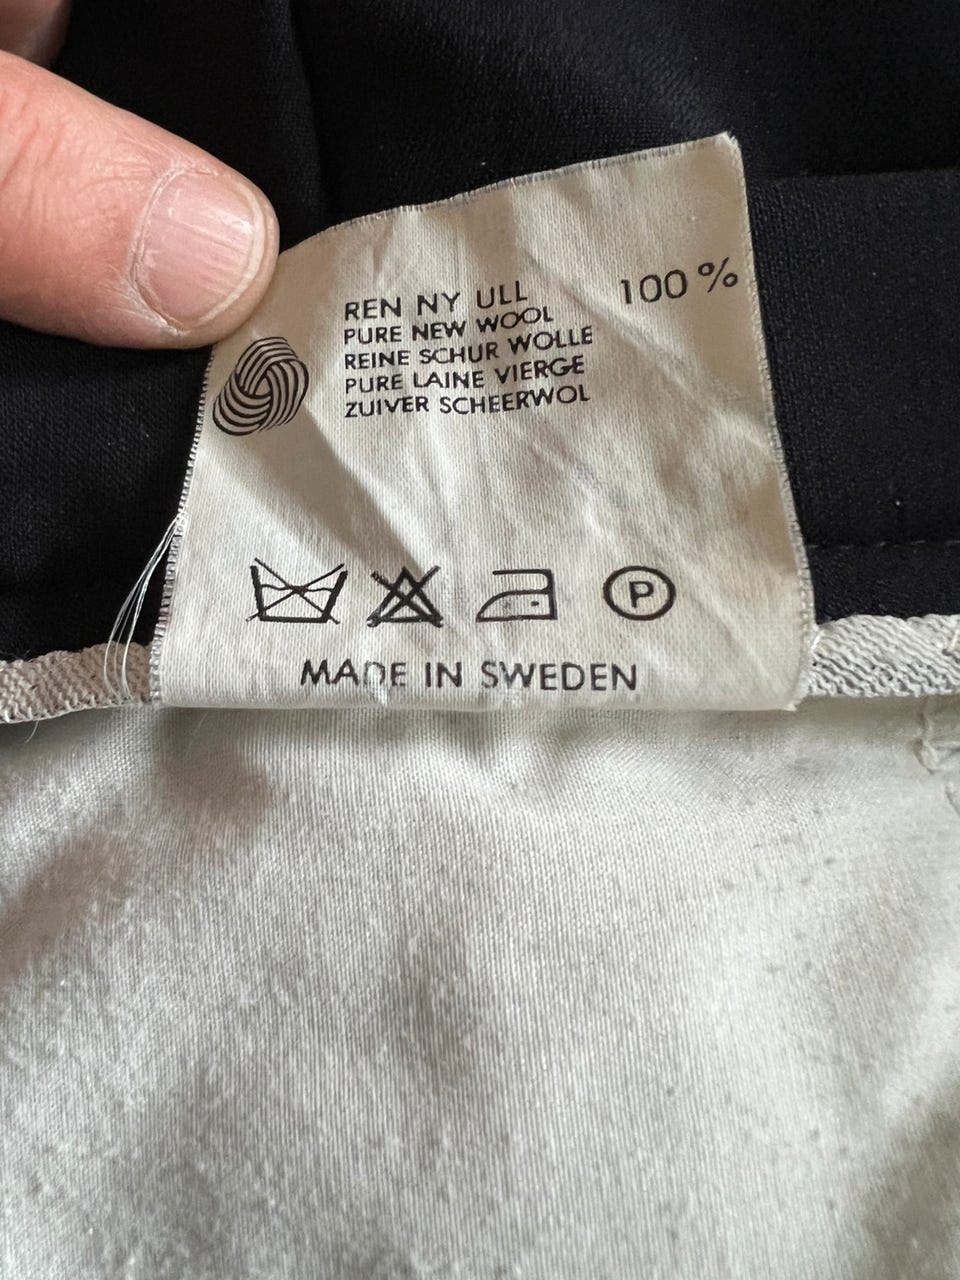 REN NY ULL 100 %
PURE NEW WOOL
REINE SCHUR WOLLE
PURE LAINE VIERGE
ZUIVER SCHEERWOL
P
MADE IN SWEDEN